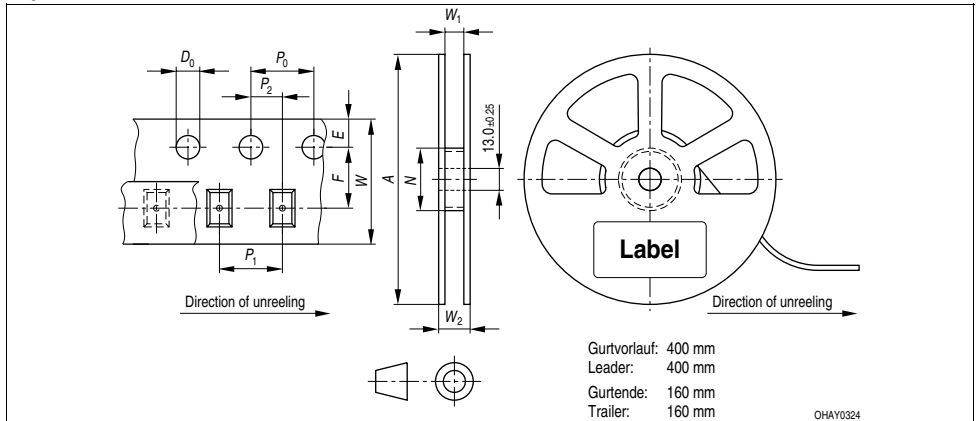 W1
D0
P0
P2
E
F
W
A
N
13.0±0.25
Label
P1
Direction of unreeling
W2
Direction of unreeling
Gurtvorlauf: 400 mm
Leader: 400 mm
Gurtende: 160 mm
Trailer: 160 mm
OHAY0324